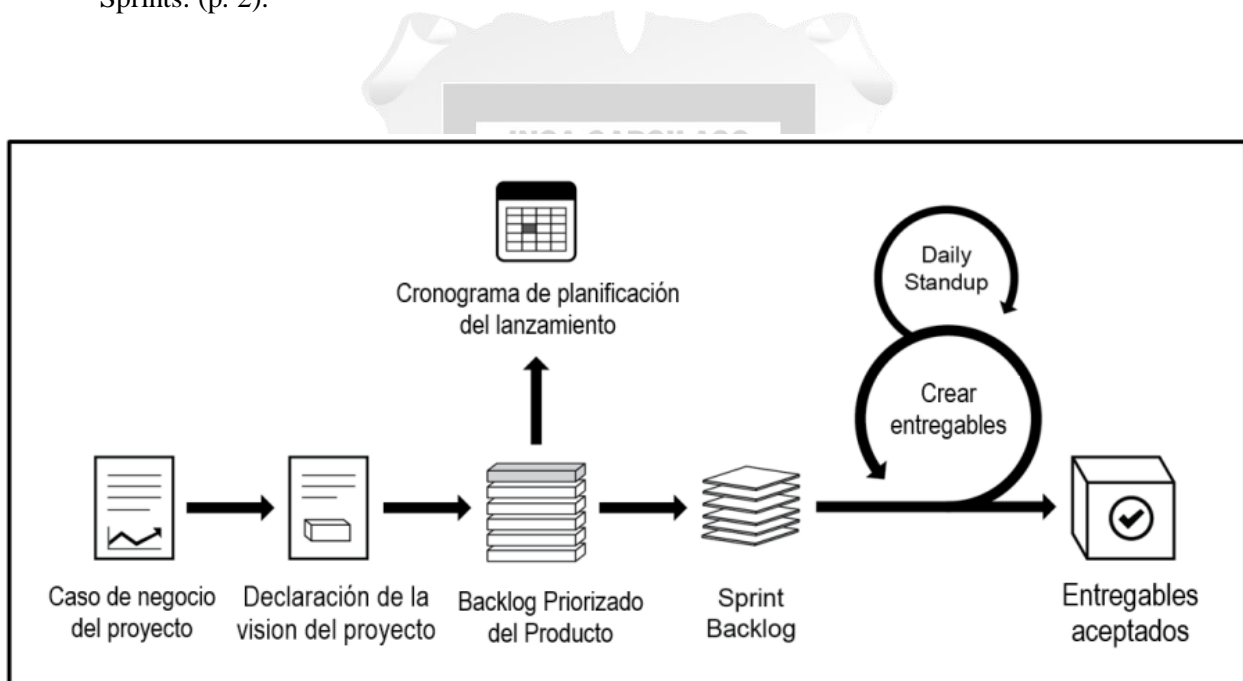 Sprints. (p. 2).
Cronograma de planificación
del lanzamiento
Daily
Standup
Crear
entregables
Caso de negocio
del proyecto
Declaración de la
vision del proyecto
Backlog Priorizado
del Producto
Sprint
Backlog
Entregables
aceptados